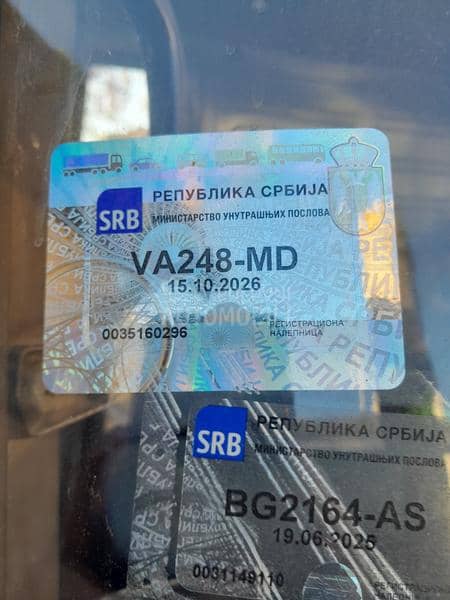 SRB
РЕПУБЛИКА СРБИЈА
МИНИСТАРСТВО УНУТРАШЊИХ ПОСЛОВА
VA248-MD
15.10.2026
0035160296
РЕГИСТРАЦИОНА
НАЛЕПНИЦА
SRB
РЕПУБЛИКА СРБИЈА
МИНИСТАРСТВО УНУТРАШЊИХ ПОСЛОВА
BG2164-AS
19.06.2025
0031149110